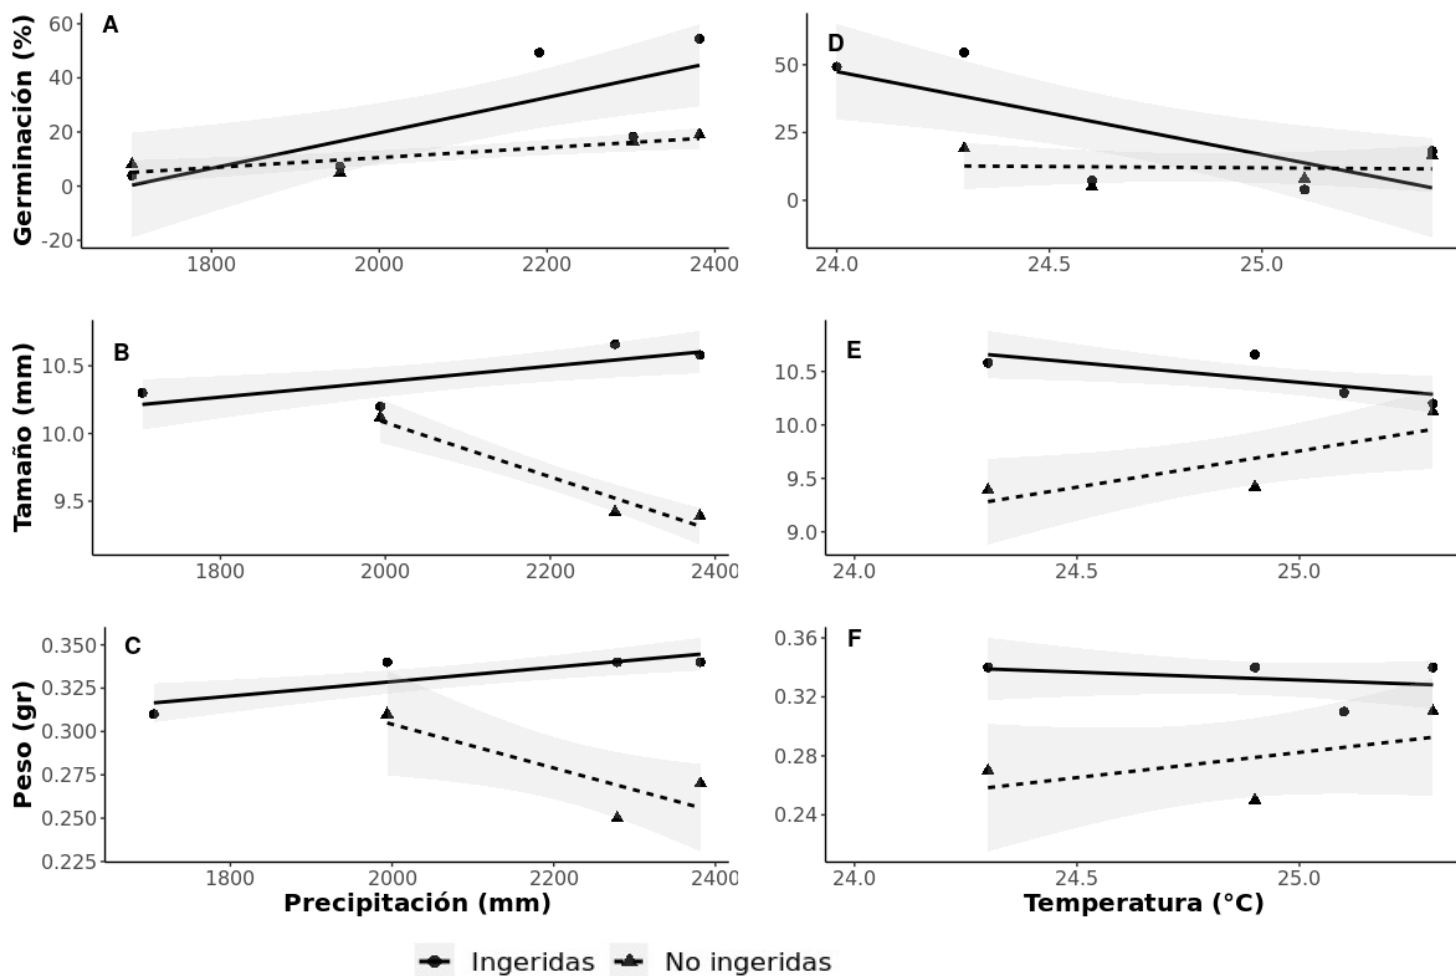 A
Germinación (%)
60
40
20
0
-20
1800 2000 2200 2400
D
50
25
0
24.0 24.5 25.0
B
Tamaño (mm)
10.5
10.0
9.5
1800 2000 2200 2400
E
10.5
10.0
9.5
9.0
24.0 24.5 25.0
C
Peso (gr)
0.350
0.325
0.300
0.275
0.250
0.225
1800 2000 2200 2400
Precipitación (mm)
F
0.36
0.32
0.28
0.24
24.0 24.5 25.0
Temperatura (°C)
Ingeridas No ingeridas